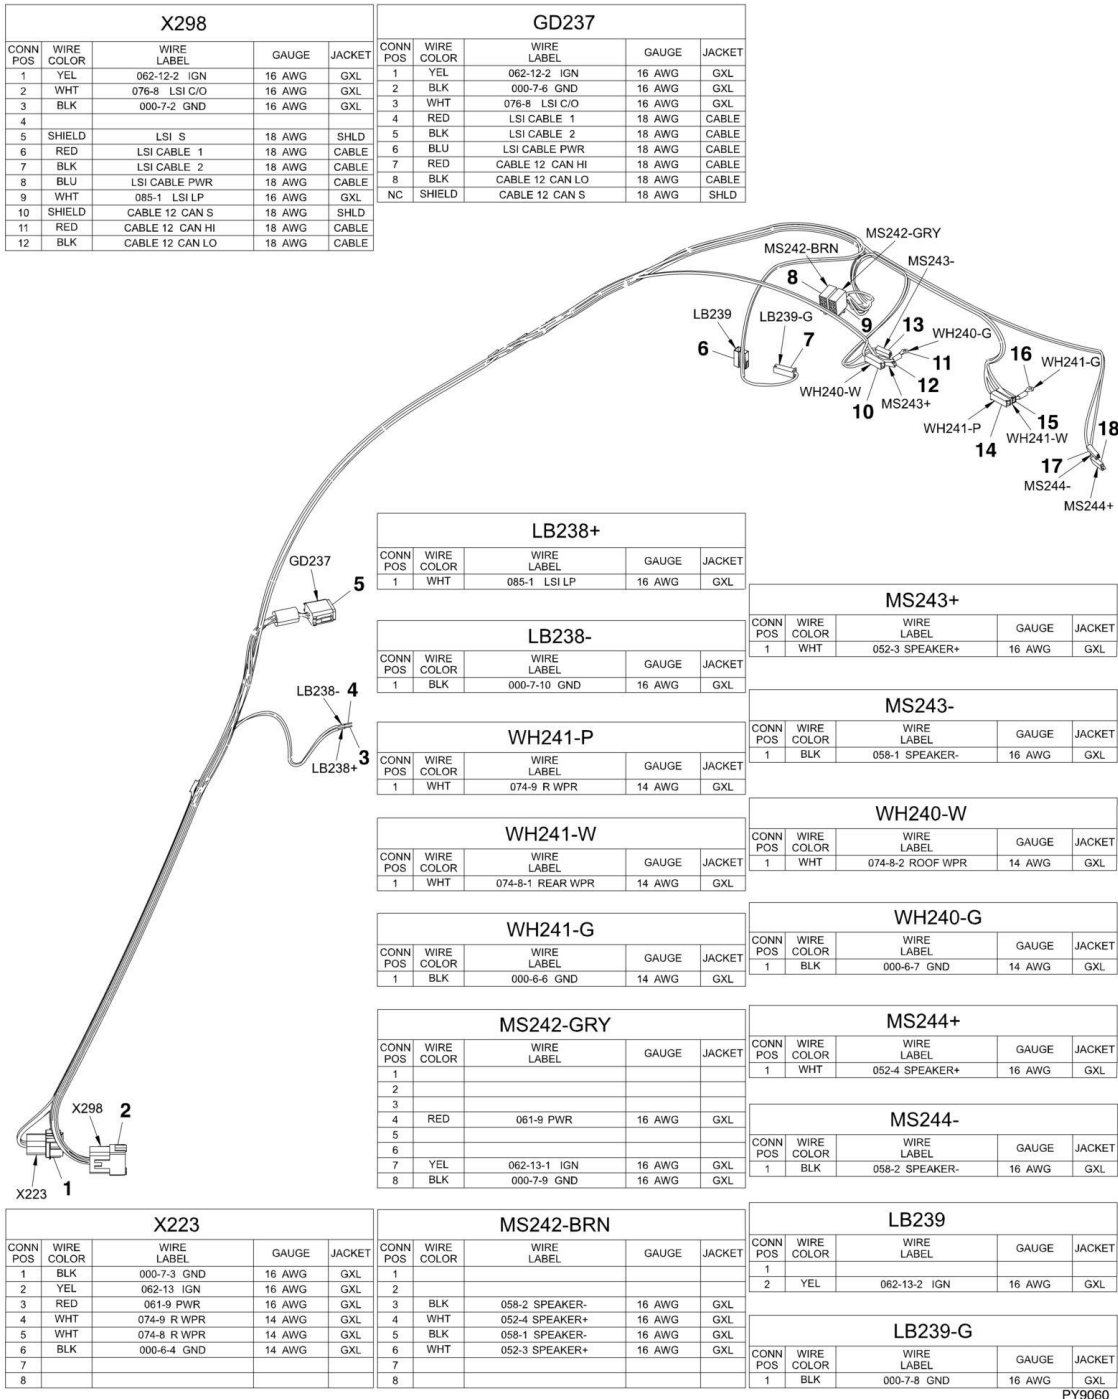 X298
CONN POS WIRE COLOR WIRE LABEL GAUGE JACKET
1 YEL 062-12-2 IGN 16 AWG GXL
2 WHT 076-8 LSI C/O 16 AWG GXL
3 BLK 000-7-2 GND 16 AWG GXL
4
5 SHIELD LSI S 18 AWG SHLD
6 RED LSI CABLE 1 18 AWG CABLE
7 BLK LSI CABLE 2 18 AWG CABLE
8 BLU LSI CABLE PWR 18 AWG CABLE
9 WHT 085-1 LSI LP 16 AWG GXL
10 SHIELD CABLE 12 CAN S 18 AWG SHLD
11 RED CABLE 12 CAN HI 18 AWG CABLE
12 BLK CABLE 12 CAN LO 18 AWG CABLE
GD237
CONN POS WIRE COLOR WIRE LABEL GAUGE JACKET
1 YEL 062-12-2 IGN 16 AWG GXL
2 BLK 000-7-6 GND 16 AWG GXL
3 WHT 076-8 LSI C/O 16 AWG GXL
4 RED LSI CABLE 1 18 AWG CABLE
5 BLK LSI CABLE 2 18 AWG CABLE
6 BLU LSI CABLE PWR 18 AWG CABLE
7 RED CABLE 12 CAN HI 18 AWG CABLE
8 BLK CABLE 12 CAN LO 18 AWG CABLE
NC SHIELD CABLE 12 CAN S 18 AWG SHLD
MS242-GRY
MS242-BRN
MS243-
8
LB239
LB239-G
9
13
WH240-G
6
7
11
16
WH241-G
WH240-W
12
10
MS243+
WH241-P
15
14
WH241-W
18
17
MS244-
MS244+
GD237
5
LB238-
4
LB238+
3
X298
2
X223
1
LB238+
CONN POS WIRE COLOR WIRE LABEL GAUGE JACKET
1 WHT 085-1 LSI LP 16 AWG GXL
LB238-
CONN POS WIRE COLOR WIRE LABEL GAUGE JACKET
1 BLK 000-7-10 GND 16 AWG GXL
WH241-P
CONN POS WIRE COLOR WIRE LABEL GAUGE JACKET
1 WHT 074-9 R WPR 14 AWG GXL
WH241-W
CONN POS WIRE COLOR WIRE LABEL GAUGE JACKET
1 WHT 074-8-1 REAR WPR 14 AWG GXL
WH241-G
CONN POS WIRE COLOR WIRE LABEL GAUGE JACKET
1 BLK 000-6-6 GND 14 AWG GXL
MS242-GRY
CONN POS WIRE COLOR WIRE LABEL GAUGE JACKET
1
2
3
4 RED 061-9 PWR 16 AWG GXL
5
6
7 YEL 062-13-1 IGN 16 AWG GXL
8 BLK 000-7-9 GND 16 AWG GXL
MS243+
CONN POS WIRE COLOR WIRE LABEL GAUGE JACKET
1 WHT 052-3 SPEAKER+ 16 AWG GXL
MS243-
CONN POS WIRE COLOR WIRE LABEL GAUGE JACKET
1 BLK 058-1 SPEAKER- 16 AWG GXL
WH240-W
CONN POS WIRE COLOR WIRE LABEL GAUGE JACKET
1 WHT 074-8-2 ROOF WPR 14 AWG GXL
WH240-G
CONN POS WIRE COLOR WIRE LABEL GAUGE JACKET
1 BLK 000-6-7 GND 14 AWG GXL
MS244+
CONN POS WIRE COLOR WIRE LABEL GAUGE JACKET
1 WHT 052-4 SPEAKER+ 16 AWG GXL
MS244-
CONN POS WIRE COLOR WIRE LABEL GAUGE JACKET
1 BLK 058-2 SPEAKER- 16 AWG GXL
X223
CONN POS WIRE COLOR WIRE LABEL GAUGE JACKET
1 BLK 000-7-3 GND 16 AWG GXL
2 YEL 062-13 IGN 16 AWG GXL
3 RED 061-9 PWR 16 AWG GXL
4 WHT 074-9 R WPR 14 AWG GXL
5 WHT 074-8 R WPR 14 AWG GXL
6 BLK 000-6-4 GND 14 AWG GXL
7
8
MS242-BRN
CONN POS WIRE COLOR WIRE LABEL GAUGE JACKET
1
2
3 BLK 058-2 SPEAKER- 16 AWG GXL
4 WHT 052-4 SPEAKER+ 16 AWG GXL
5 BLK 058-1 SPEAKER- 16 AWG GXL
6 WHT 052-3 SPEAKER+ 16 AWG GXL
7
8
LB239
CONN POS WIRE COLOR WIRE LABEL GAUGE JACKET
1
2 YEL 062-13-2 IGN 16 AWG GXL
LB239-G
CONN POS WIRE COLOR WIRE LABEL GAUGE JACKET
1 BLK 000-7-8 GND 16 AWG GXL
PY9060